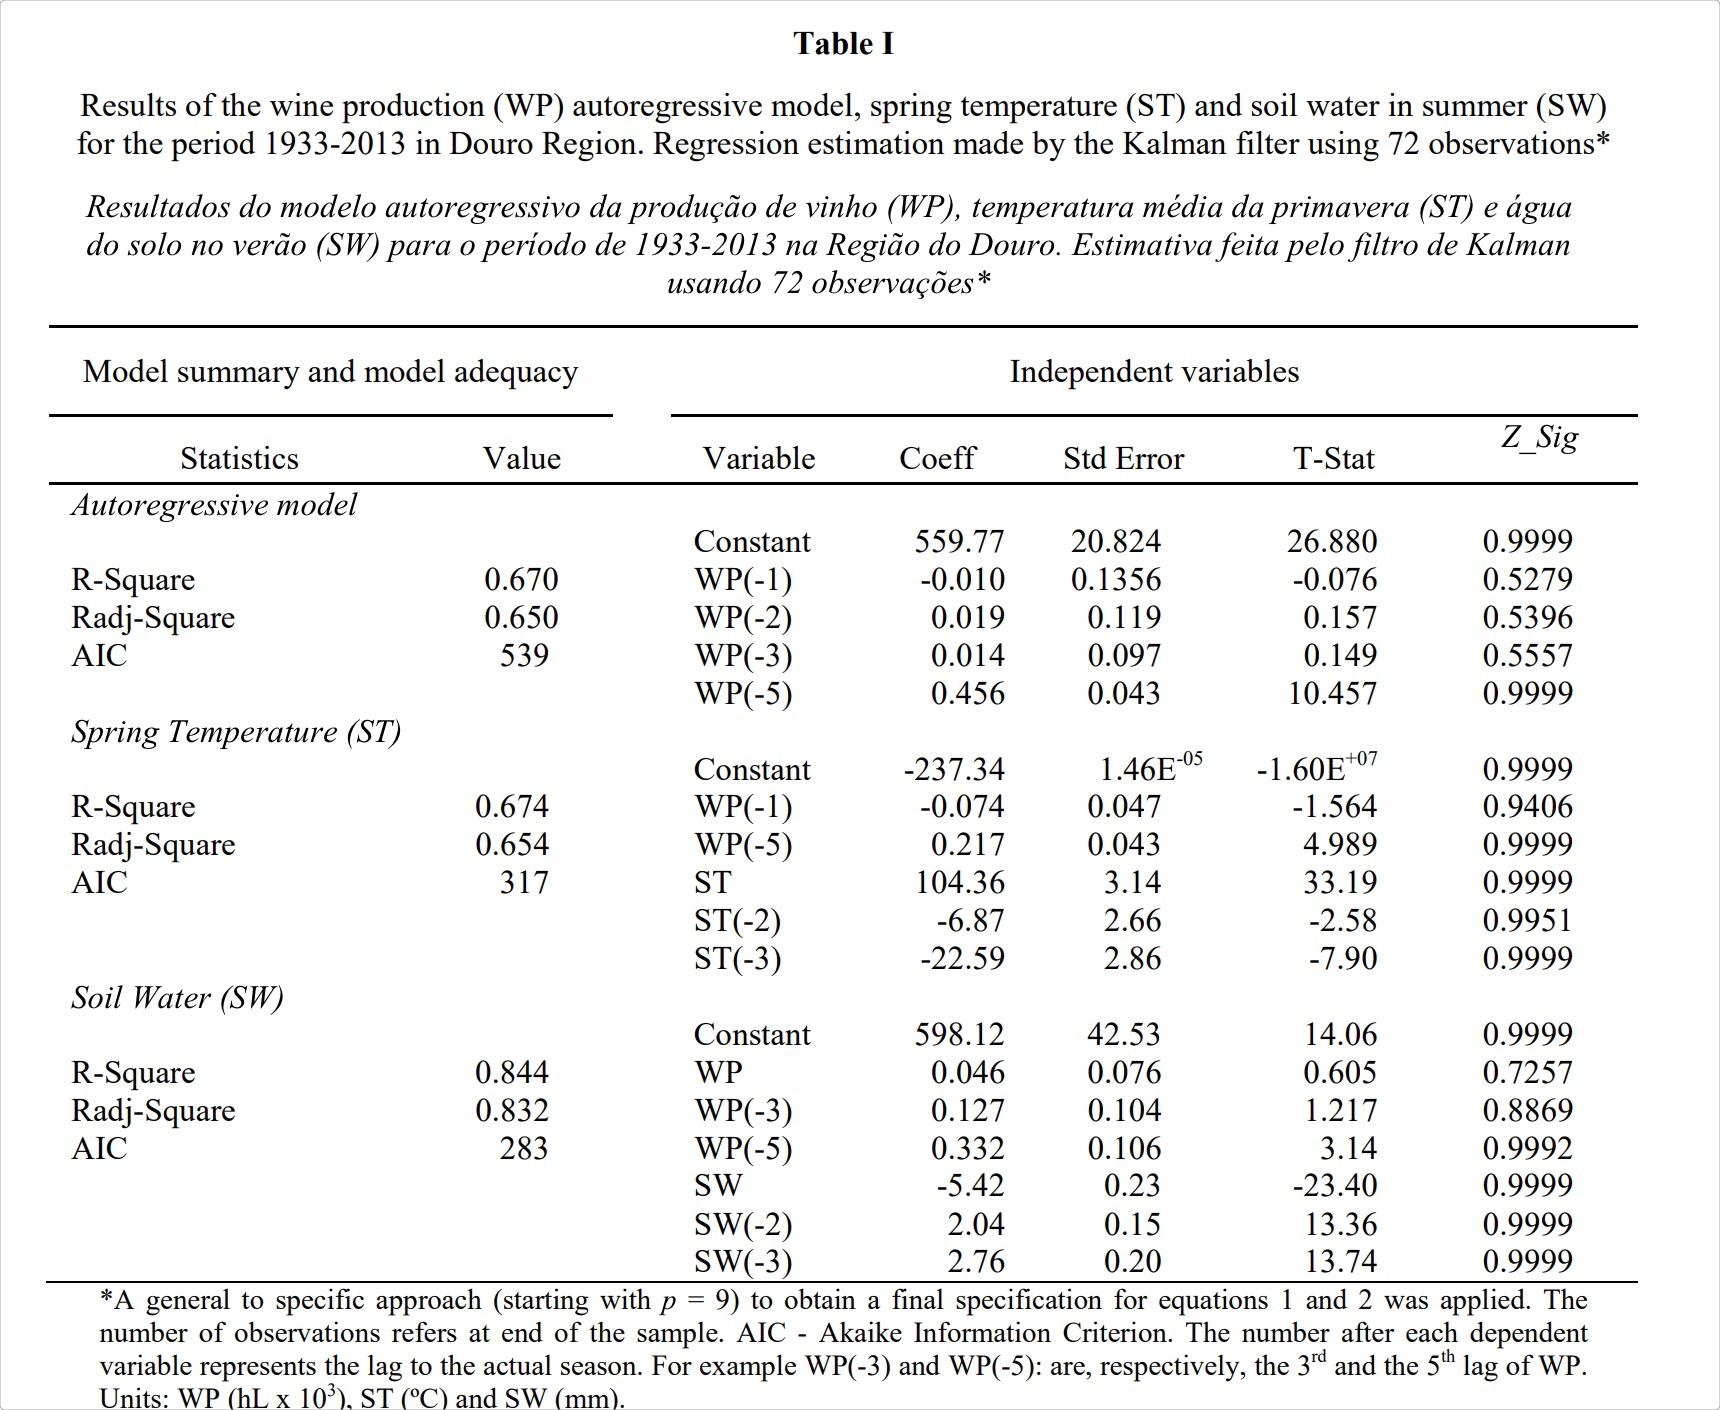 Table I
Results of the wine production (WP) autoregressive model, spring temperature (ST) and soil water in summer (SW)
for the period 1933-2013 in Douro Region. Regression estimation made by the Kalman filter using 72 observations*
Resultados do modelo autoregressivo da produção de vinho (WP), temperatura média da primavera (ST) e água
do solo no verão (SW) para o período de 1933-2013 na Região do Douro. Estimativa feita pelo filtro de Kalman
usando 72 observações*
Model summary and model adequacy Independent variables
Statistics Value Variable Coeff Std Error T-Stat Z_Sig
Autoregressive model
Constant 559.77 20.824 26.880 0.9999
R-Square 0.670 WP(-1) -0.010 0.1356 -0.076 0.5279
Radj-Square 0.650 WP(-2) 0.019 0.119 0.157 0.5396
AIC 539 WP(-3) 0.014 0.097 0.149 0.5557
WP(-5) 0.456 0.043 10.457 0.9999
Spring Temperature (ST)
Constant -237.34 1.46E-05 -1.60E+07 0.9999
R-Square 0.674 WP(-1) -0.074 0.047 -1.564 0.9406
Radj-Square 0.654 WP(-5) 0.217 0.043 4.989 0.9999
AIC 317 ST 104.36 3.14 33.19 0.9999
ST(-2) -6.87 2.66 -2.58 0.9951
ST(-3) -22.59 2.86 -7.90 0.9999
Soil Water (SW)
Constant 598.12 42.53 14.06 0.9999
R-Square 0.844 WP 0.046 0.076 0.605 0.7257
Radj-Square 0.832 WP(-3) 0.127 0.104 1.217 0.8869
AIC 283 WP(-5) 0.332 0.106 3.14 0.9992
SW -5.42 0.23 -23.40 0.9999
SW(-2) 2.04 0.15 13.36 0.9999
SW(-3) 2.76 0.20 13.74 0.9999
*A general to specific approach (starting with p = 9) to obtain a final specification for equations 1 and 2 was applied. The
number of observations refers at end of the sample. AIC - Akaike Information Criterion. The number after each dependent
variable represents the lag to the actual season. For example WP(-3) and WP(-5): are, respectively, the 3rd and the 5th lag of WP.
Units: WP (hL x 103), ST (ºC) and SW (mm).